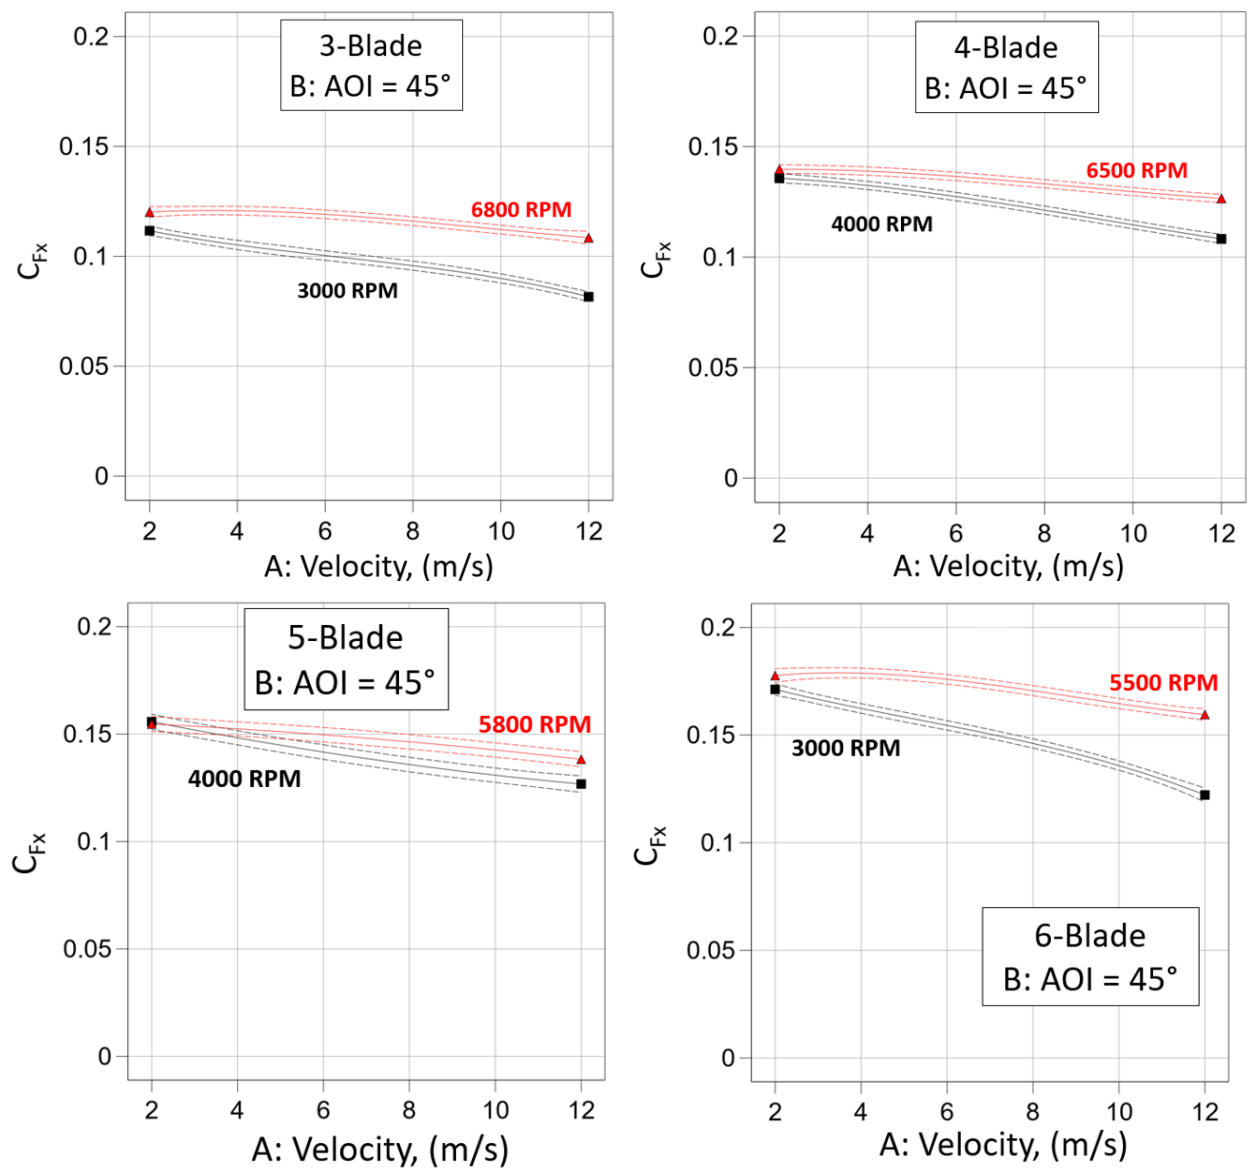 3-Blade
B: AOI = 45°
0.2
0.15
0.1
0.05
0
C_Fx
6800 RPM
3000 RPM
2 4 6 8 10 12
A: Velocity, (m/s)
4-Blade
B: AOI = 45°
0.2
0.15
0.1
0.05
0
C_Fx
6500 RPM
4000 RPM
2 4 6 8 10 12
A: Velocity, (m/s)
5-Blade
B: AOI = 45°
0.2
0.15
0.1
0.05
0
C_Fx
5800 RPM
4000 RPM
2 4 6 8 10 12
A: Velocity, (m/s)
0.2
0.15
0.1
0.05
0
C_Fx
5500 RPM
3000 RPM
6-Blade
B: AOI = 45°
2 4 6 8 10 12
A: Velocity, (m/s)